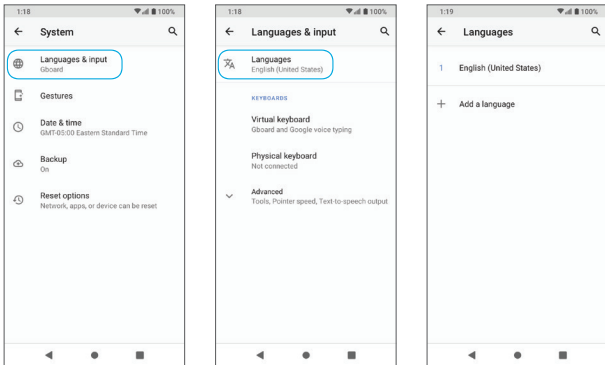 1:18
100%
System
Languages & input
Gboard
Gestures
Date & time
GMT-05:00 Eastern Standard Time
Backup
On
Reset options
Network, apps, or device can be reset
1:18
100%
Languages & input
Languages
English (United States)
KEYBOARDS
Virtual keyboard
Gboard and Google voice typing
Physical keyboard
Not connected
Advanced
Tools, Pointer speed, Text-to-speech output
1:19
100%
Languages
1 English (United States)
Add a language